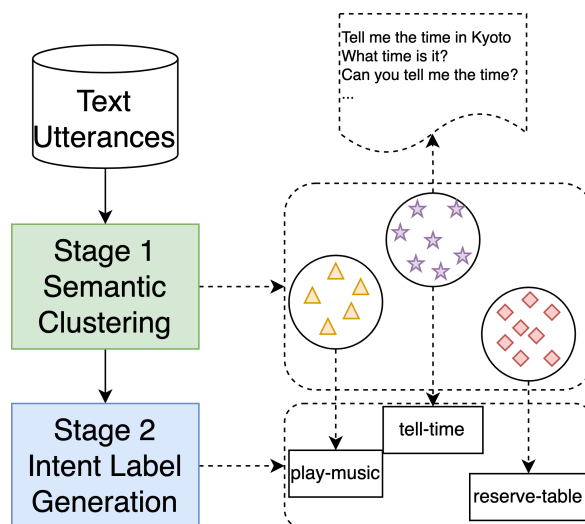 Text
Utterances
Tell me the time in Kyoto
What time is it?
Can you tell me the time?
...
Stage 1
Semantic
Clustering
Stage 2
Intent Label
Generation
play-music
tell-time
reserve-table